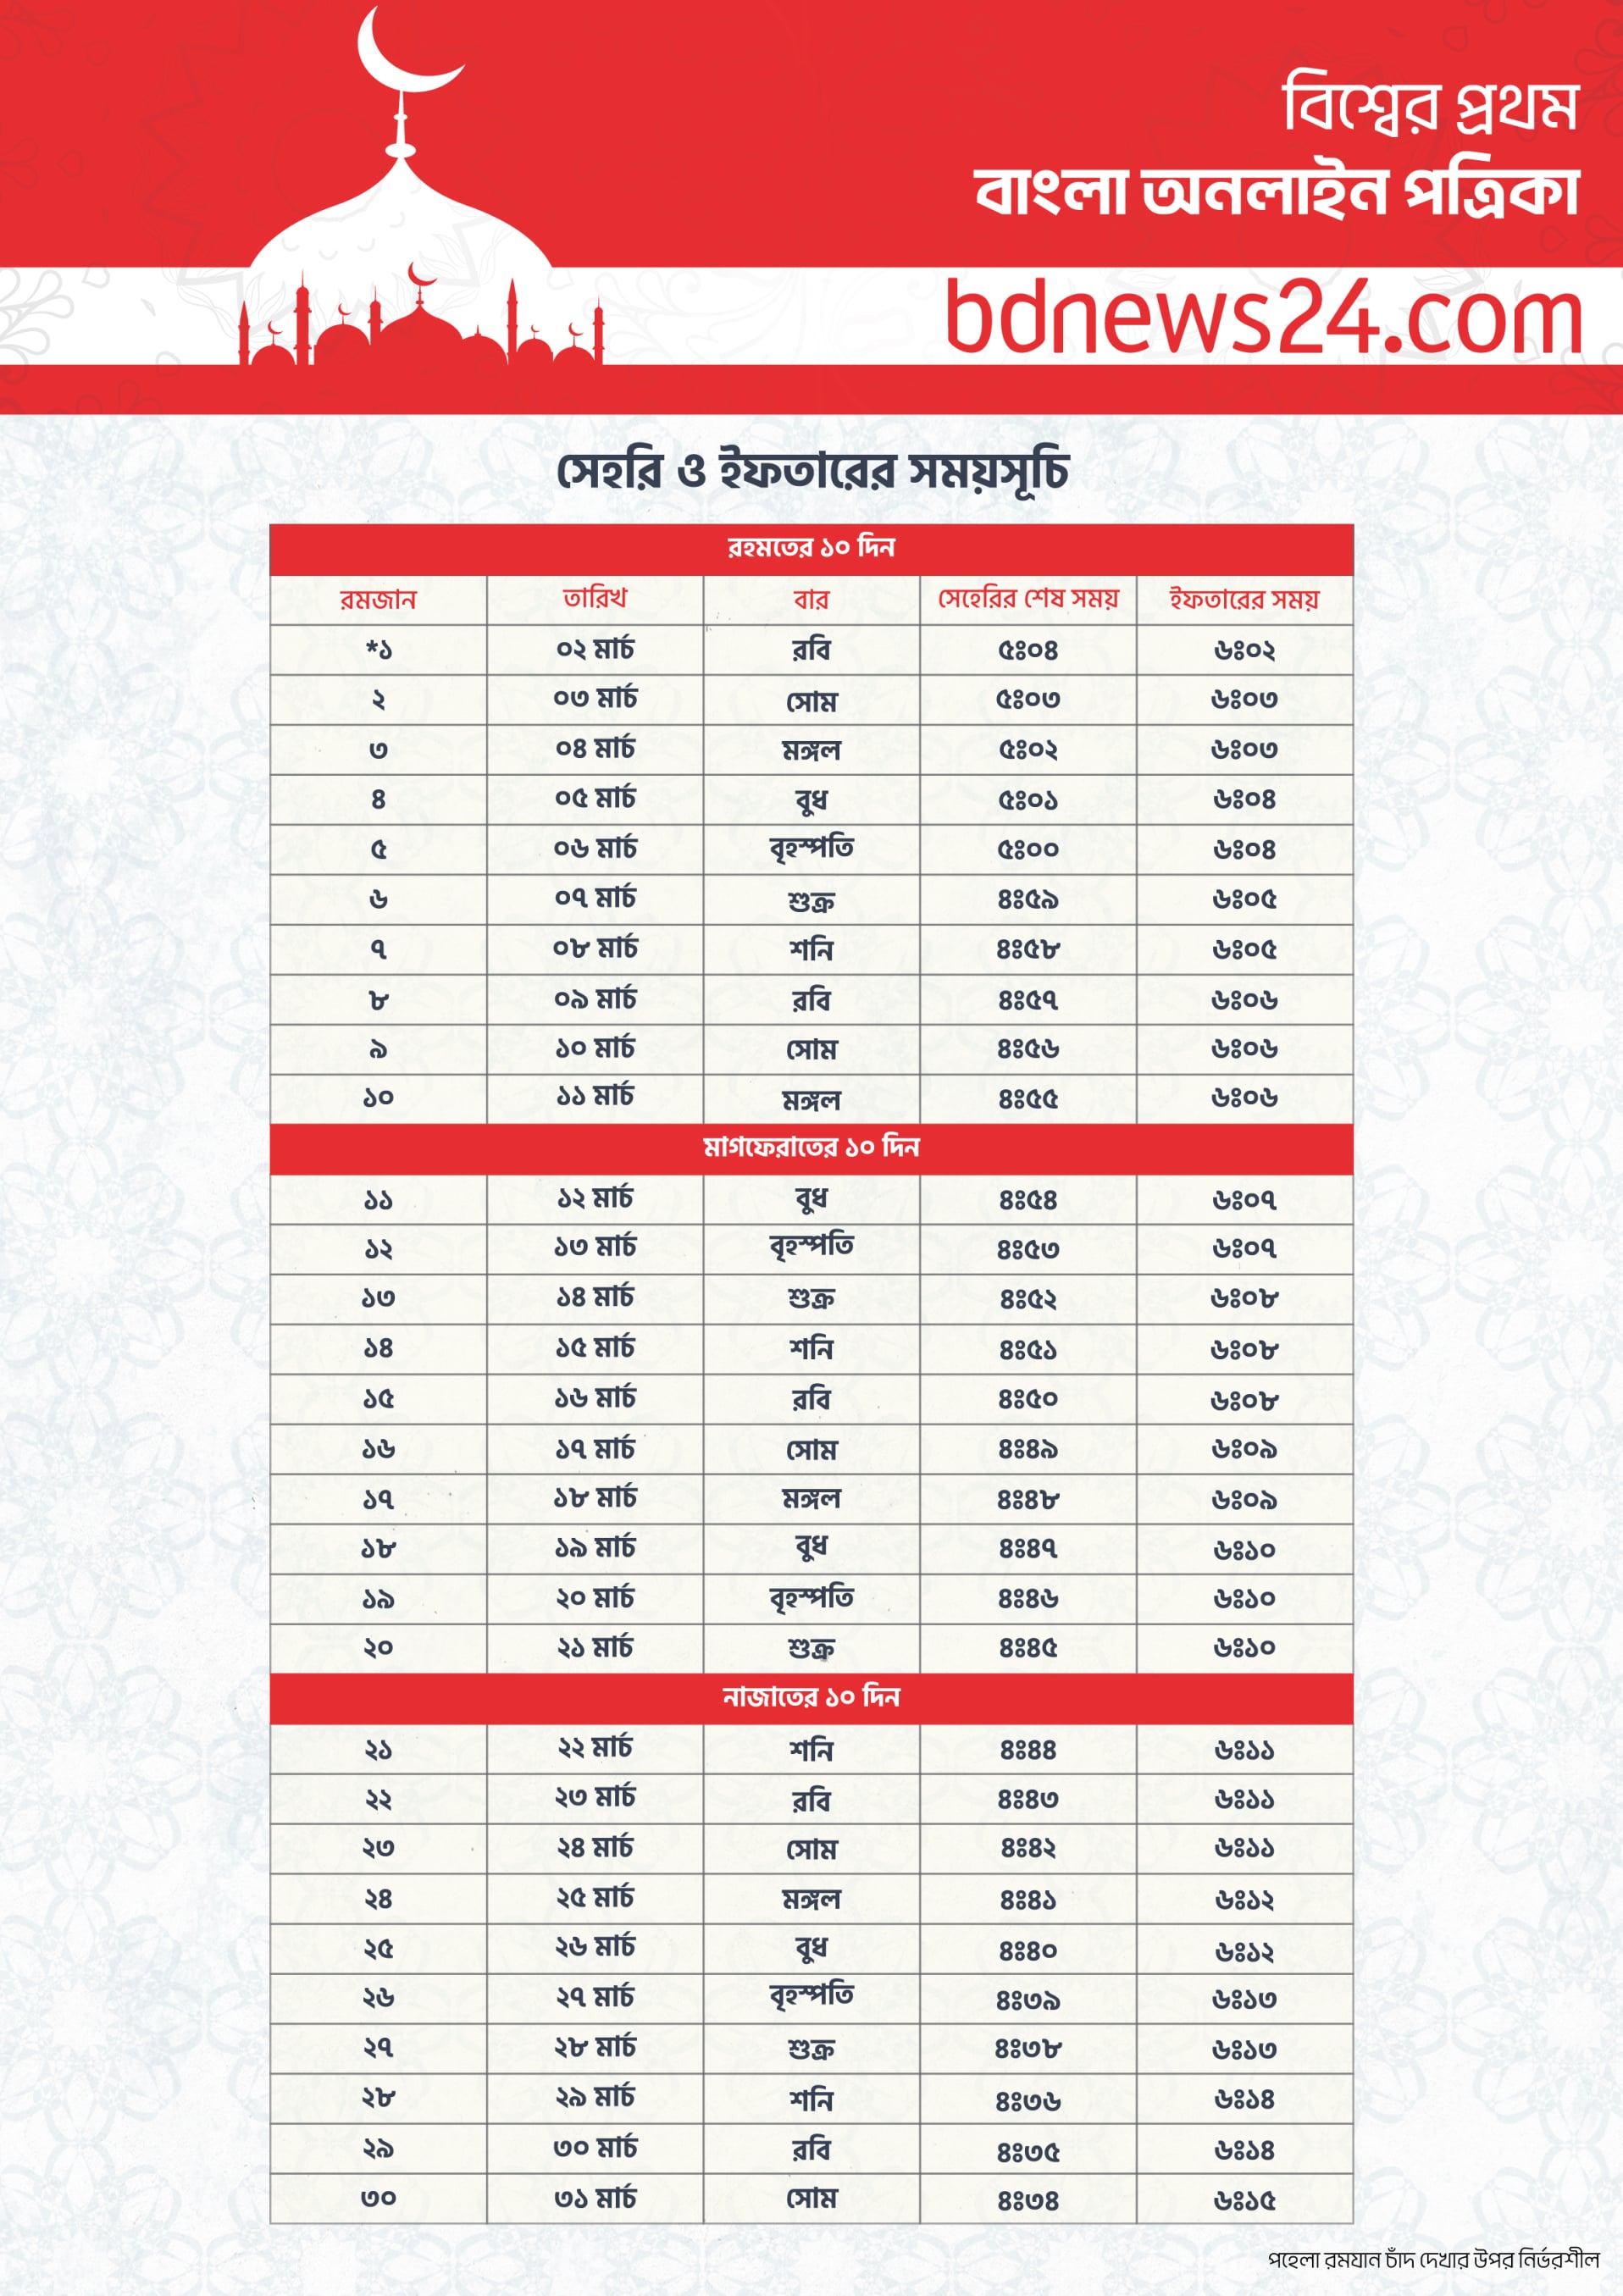 বিশ্বের প্রথম
বাংলা অনলাইন পত্রিকা
bdnews24.com
সেহরি ও ইফতারের সময়সূচি
রহমতের ১০ দিন
রমজান তারিখ বার সেহেরির শেষ সময় ইফতারের সময়
*১ ০২ মার্চ রবি ৫ঃ০৪ ৬ঃ০২
২ ০৩ মার্চ সোম ৫ঃ০৩ ৬ঃ০৩
৩ ০৪ মার্চ মঙ্গল ৫ঃ০২ ৬ঃ০৩
৪ ০৫ মার্চ বুধ ৫ঃ০১ ৬ঃ০৪
৫ ০৬ মার্চ বৃহস্পতি ৫ঃ০০ ৬ঃ০৪
৬ ০৭ মার্চ শুক্র ৪ঃ৫৯ ৬ঃ০৫
৭ ০৮ মার্চ শনি ৪ঃ৫৮ ৬ঃ০৫
৮ ০৯ মার্চ রবি ৪ঃ৫৭ ৬ঃ০৬
৯ ১০ মার্চ সোম ৪ঃ৫৬ ৬ঃ০৬
১০ ১১ মার্চ মঙ্গল ৪ঃ৫৫ ৬ঃ০৬
মাগফেরাতের ১০ দিন
১১ ১২ মার্চ বুধ ৪ঃ৫৪ ৬ঃ০৭
১২ ১৩ মার্চ বৃহস্পতি ৪ঃ৫৩ ৬ঃ০৭
১৩ ১৪ মার্চ শুক্র ৪ঃ৫২ ৬ঃ০৮
১৪ ১৫ মার্চ শনি ৪ঃ৫১ ৬ঃ০৮
১৫ ১৬ মার্চ রবি ৪ঃ৫০ ৬ঃ০৮
১৬ ১৭ মার্চ সোম ৪ঃ৪৯ ৬ঃ০৯
১৭ ১৮ মার্চ মঙ্গল ৪ঃ৪৮ ৬ঃ০৯
১৮ ১৯ মার্চ বুধ ৪ঃ৪৭ ৬ঃ১০
১৯ ২০ মার্চ বৃহস্পতি ৪ঃ৪৬ ৬ঃ১০
২০ ২১ মার্চ শুক্র ৪ঃ৪৫ ৬ঃ১০
নাজাতের ১০ দিন
২১ ২২ মার্চ শনি ৪ঃ৪৪ ৬ঃ১১
২২ ২৩ মার্চ রবি ৪ঃ৪৩ ৬ঃ১১
২৩ ২৪ মার্চ সোম ৪ঃ৪২ ৬ঃ১১
২৪ ২৫ মার্চ মঙ্গল ৪ঃ৪১ ৬ঃ১২
২৫ ২৬ মার্চ বুধ ৪ঃ৪০ ৬ঃ১২
২৬ ২৭ মার্চ বৃহস্পতি ৪ঃ৩৯ ৬ঃ১৩
২৭ ২৮ মার্চ শুক্র ৪ঃ৩৮ ৬ঃ১৩
২৮ ২৯ মার্চ শনি ৪ঃ৩৬ ৬ঃ১৪
২৯ ৩০ মার্চ রবি ৪ঃ৩৫ ৬ঃ১৪
৩০ ৩১ মার্চ সোম ৪ঃ৩৪ ৬ঃ১৫
পহেলা রমযান চাঁদ দেখার উপর নির্ভরশীল